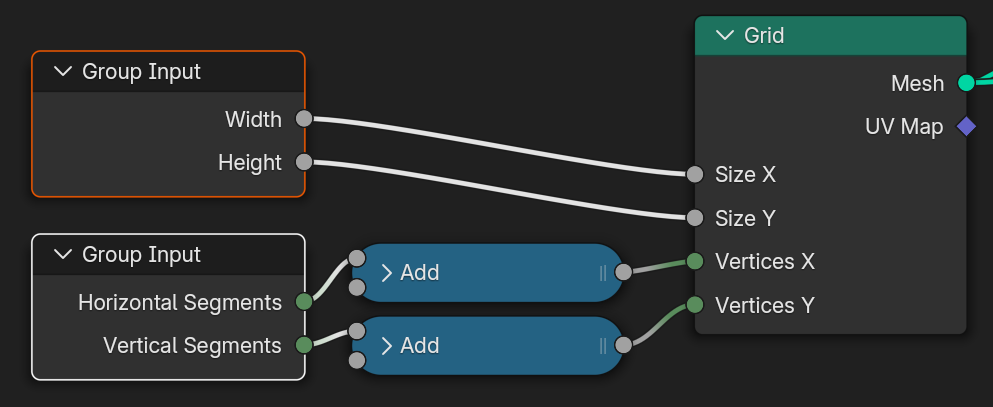 Group Input
Width
Height
Group Input
Horizontal Segments
Vertical Segments
Add
Add
Grid
Mesh
UV Map
Size X
Size Y
Vertices X
Vertices Y